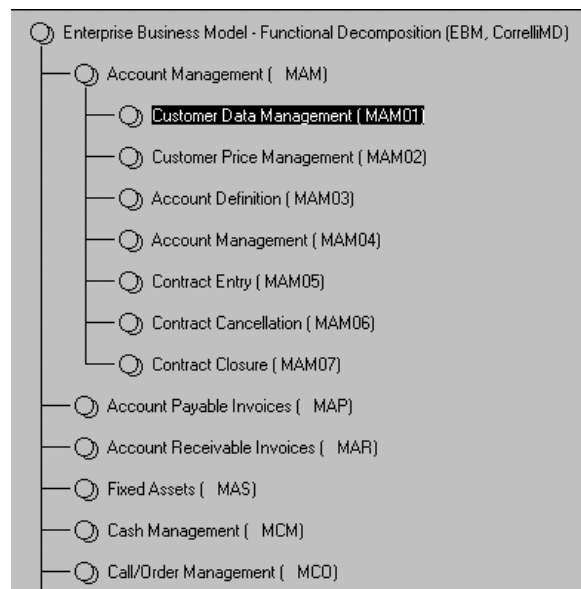 Enterprise Business Model - Functional Decomposition (EBM, CorrelliMD)
Account Management ( MAM)
Customer Data Management ( MAM01)
Customer Price Management ( MAM02)
Account Definition ( MAM03)
Account Management ( MAM04)
Contract Entry ( MAM05)
Contract Cancellation ( MAM06)
Contract Closure ( MAM07)
Account Payable Invoices ( MAP)
Account Receivable Invoices ( MAR)
Fixed Assets ( MAS)
Cash Management ( MCM)
Call/Order Management ( MCO)